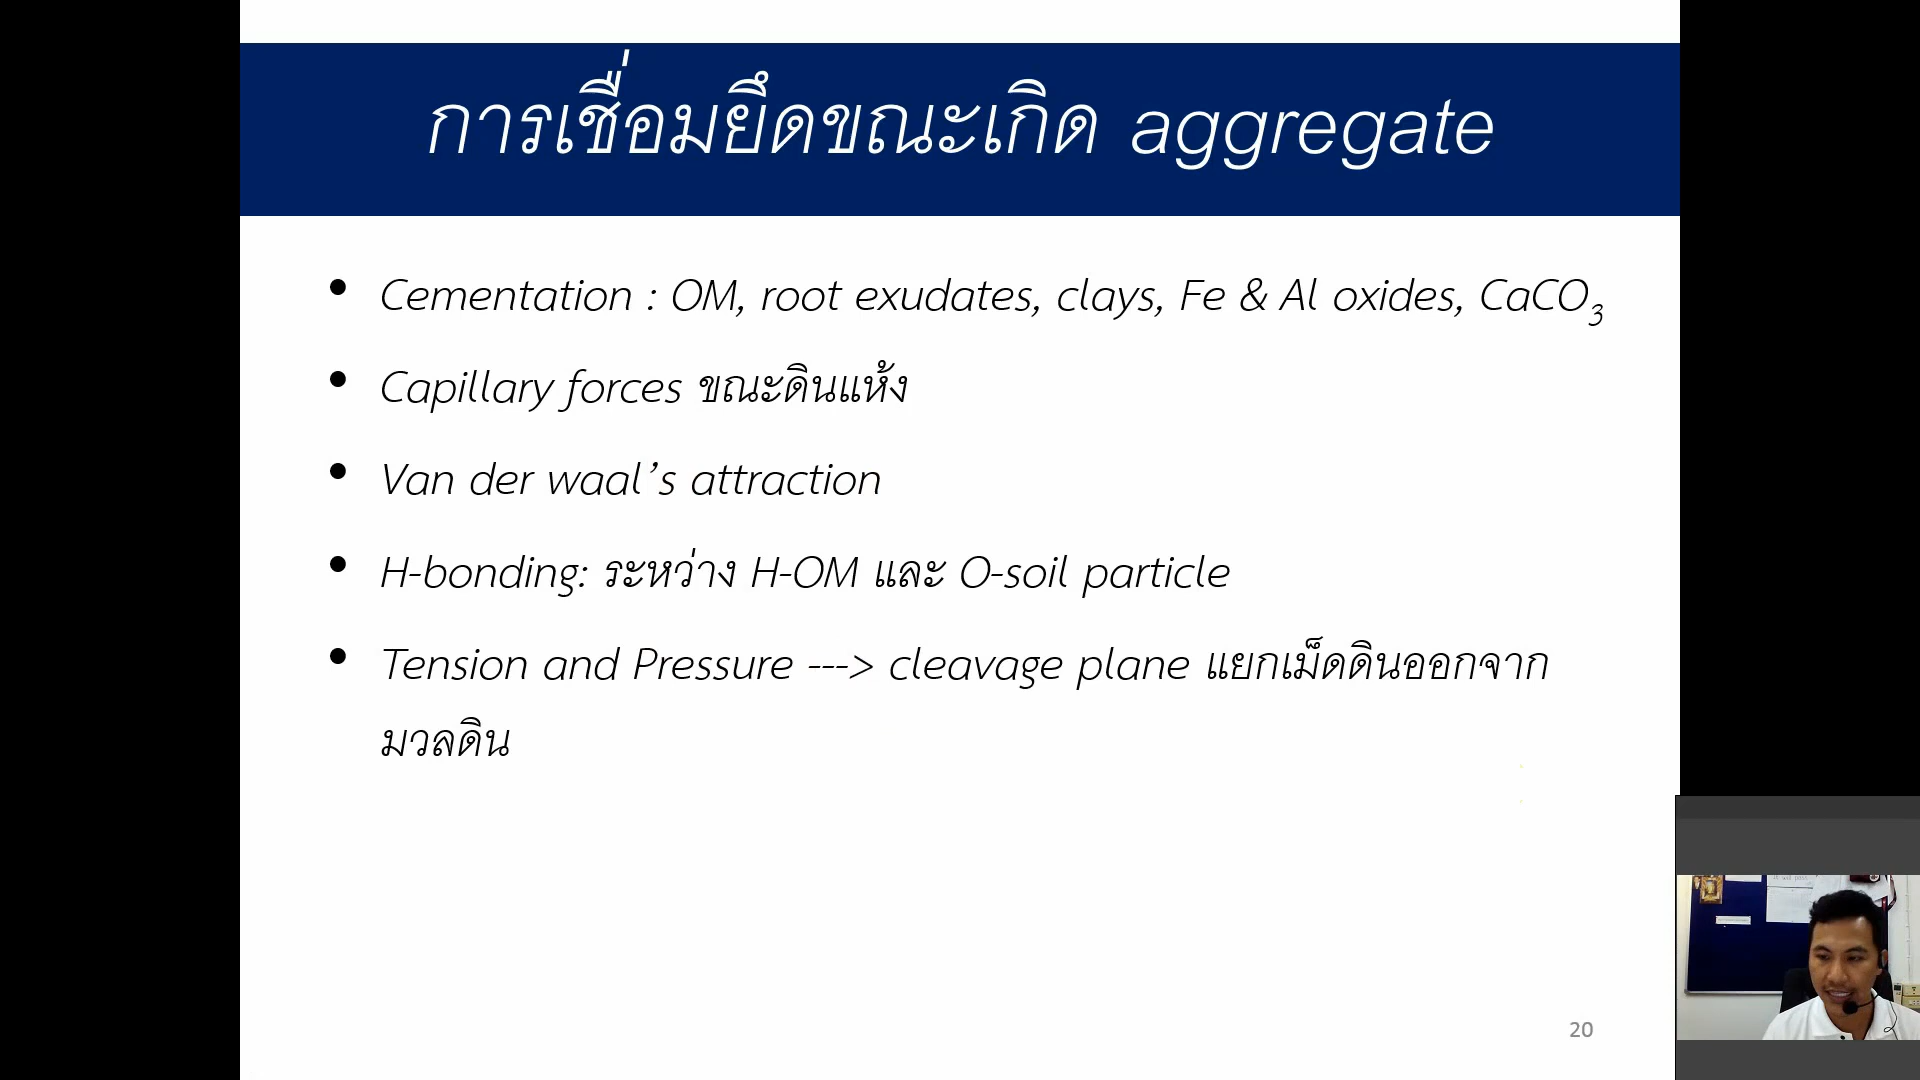 การเชื่อมยึดขณะเกิด aggregate
• Cementation : OM, root exudates, clays, Fe & Al oxides, CaCO₃
• Capillary forces ขณะดินแห้ง
• Van der waal’s attraction
• H-bonding: ระหว่าง H-OM และ O-soil particle
• Tension and Pressure ---> cleavage plane แยกเม็ดดินออกจาก
มวลดิน
20